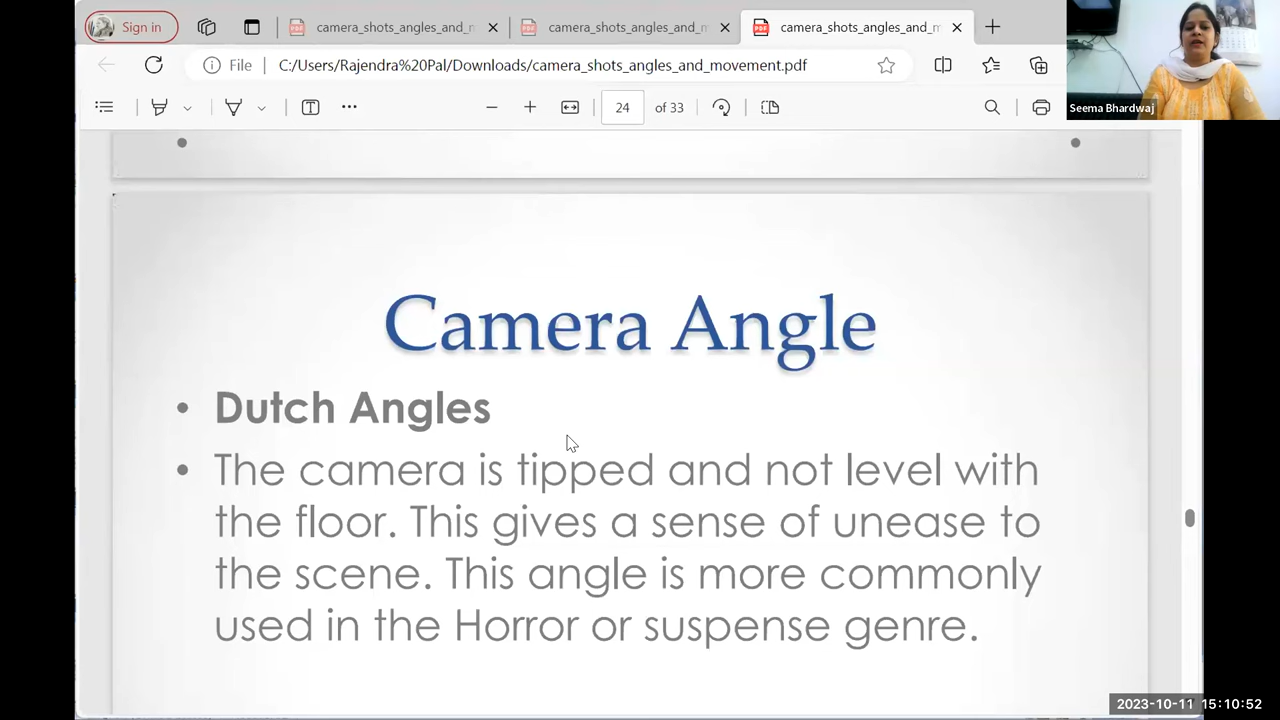 Sign in
camera_shots_angles_and_n
camera_shots_angles_and_m
camera_shots_angles_and_m
File
C:/Users/Rajendra%20Pal/Downloads/camera_shots_angles_and_movement.pdf
Seema Bhardwaj
24 of 33
Camera Angle
• Dutch Angles
• The camera is tipped and not level with
the floor. This gives a sense of unease to
the scene. This angle is more commonly
used in the Horror or suspense genre.
2023-10-11 15:10:52